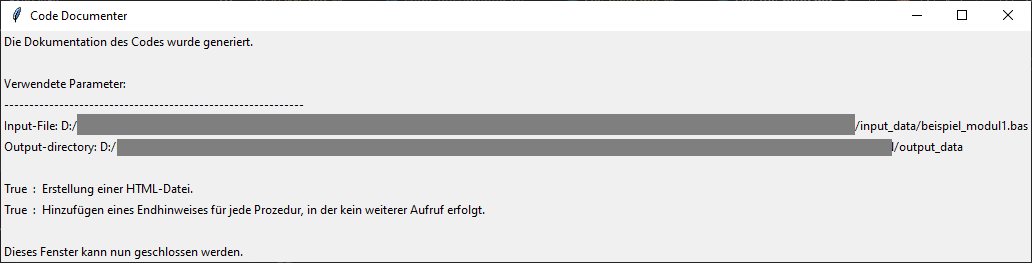 Code Documenter
Die Dokumentation des Codes wurde generiert.
Verwendete Parameter:
------------------------------------------------------------
Input-File: D:/ /input_data/beispiel_modul1.bas
Output-directory: D:/ /output_data
True : Erstellung einer HTML-Datei.
True : Hinzufügen eines Endhinweises für jede Prozedur, in der kein weiterer Aufruf erfolgt.
Dieses Fenster kann nun geschlossen werden.